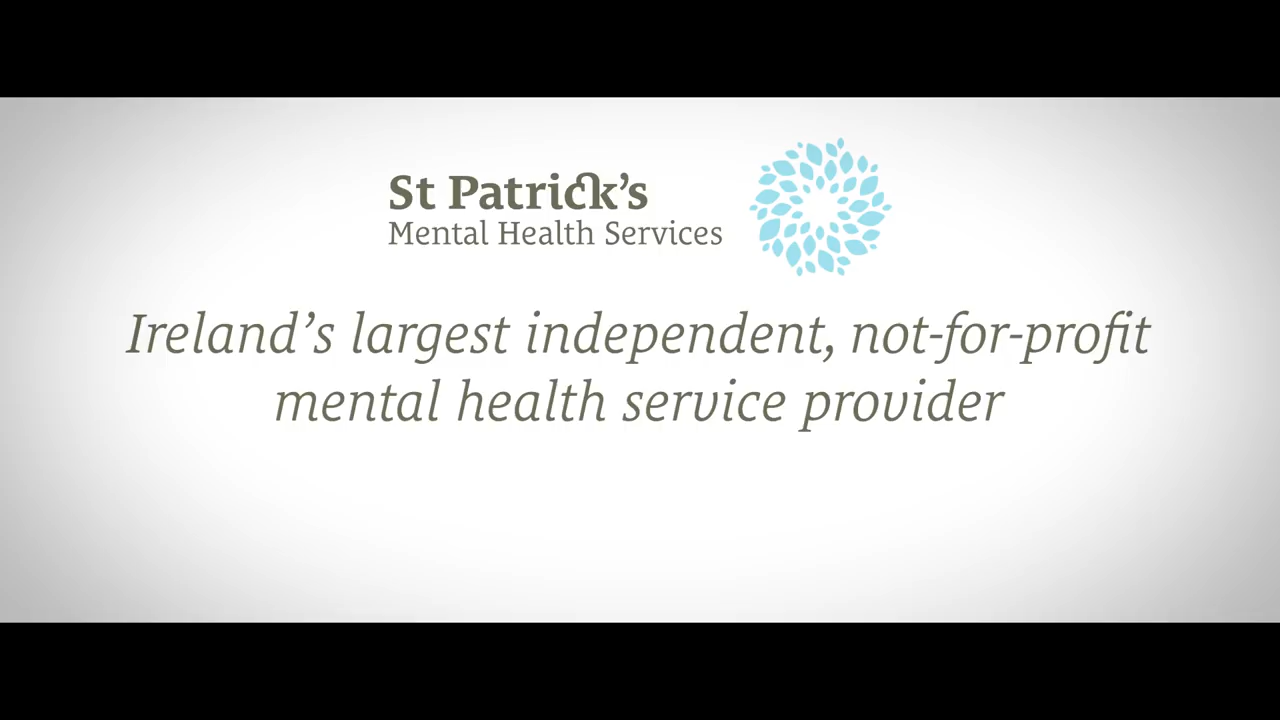 St Patrick’s
Mental Health Services
Ireland’s largest independent, not-for-profit
mental health service provider